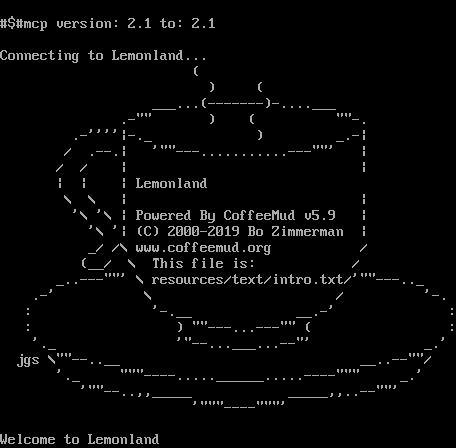 #$#mcp version: 2.1 to: 2.1
Connecting to Lemonland...
Lemonland
Powered By CoffeeMud v5.9
(C) 2000-2019 Bo Zimmerman
www.coffeemud.org
This file is:
resources/text/intro.txt
jgs
Welcome to Lemonland